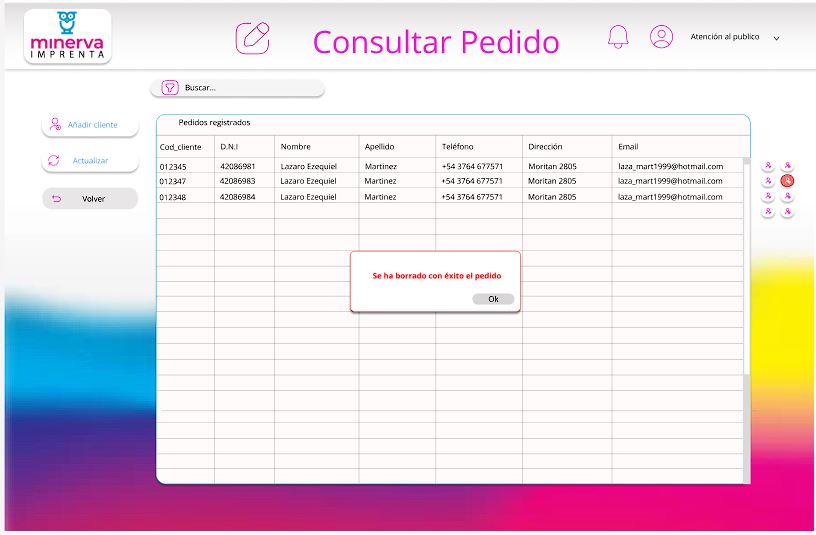 minerva
IMPRENTA
Consultar Pedido
Atención al publico
Buscar...
Añadir cliente
Actualizar
Volver
Pedidos registrados
Cod_cliente D.N.I Nombre Apellido Teléfono Dirección Email
012345 42086981 Lazaro Ezequiel Martinez +54 3764 677571 Moritan 2805 laza_mart1999@hotmail.com
012347 42086983 Lazaro Ezequiel Martinez +54 3764 677571 Moritan 2805 laza_mart1999@hotmail.com
012348 42086984 Lazaro Ezequiel Martinez +54 3764 677571 Moritan 2805 laza_mart1999@hotmail.com
Se ha borrado con éxito el pedido
Ok